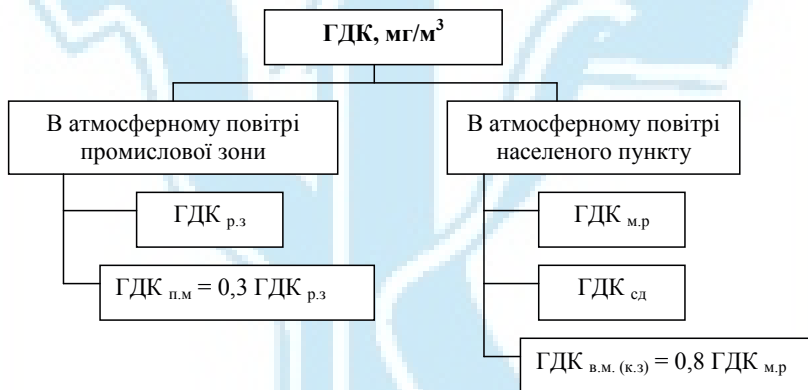 ГДК, мг/м³
В атмосферному повітрі
промислової зони
ГДК р.з
ГДК п.м = 0,3 ГДК р.з
В атмосферному повітрі
населеного пункту
ГДК м.р
ГДК сд
ГДК в.м. (к.з) = 0,8 ГДК м.р